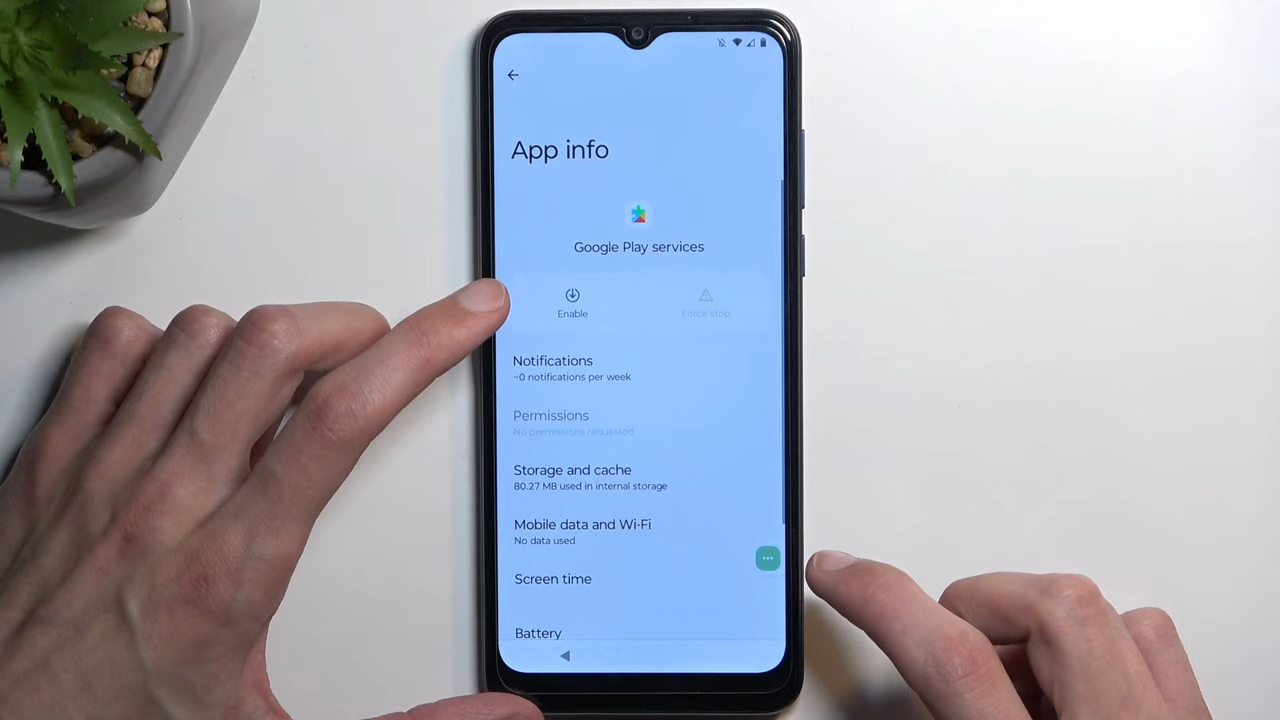 App info
Google Play services
Enable
Force stop
Notifications
~0 notifications per week
Permissions
No permissions requested
Storage and cache
80.27 MB used in internal storage
Mobile data and Wi-Fi
No data used
Screen time
Battery